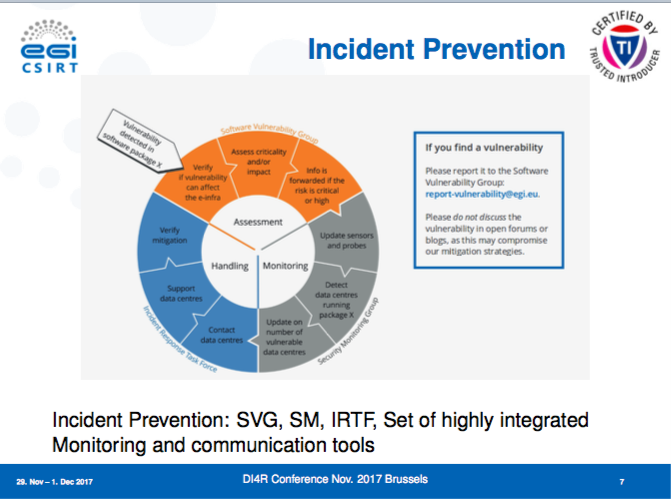 egi
CSIRT
Incident Prevention
CERTIFIED BY
TI
TRUSTED INTRODUCER
Vulnerability
detected in
software package X
Software Vulnerability Group
Verify
if vulnerability
can affect
the e-infra
Assess criticality
and/or
impact
Info is
forwarded if the
risk is critical
or high
Assessment
Handling
Monitoring
Update sensors
and probes
Detect
data centres
running
package X
Update on
number of
vulnerable
data centres
Security Monitoring Group
Contact
data centres
Support
data centres
Verify
mitigation
Incident Response Task Force
If you find a vulnerability
Please report it to the Software
Vulnerability Group:
report-vulnerability@egi.eu.
Please do not discuss the
vulnerability in open forums or
blogs, as this may compromise
our mitigation strategies.
Incident Prevention: SVG, SM, IRTF, Set of highly integrated
Monitoring and communication tools
29. Nov – 1. Dec 2017
DI4R Conference Nov. 2017 Brussels
7